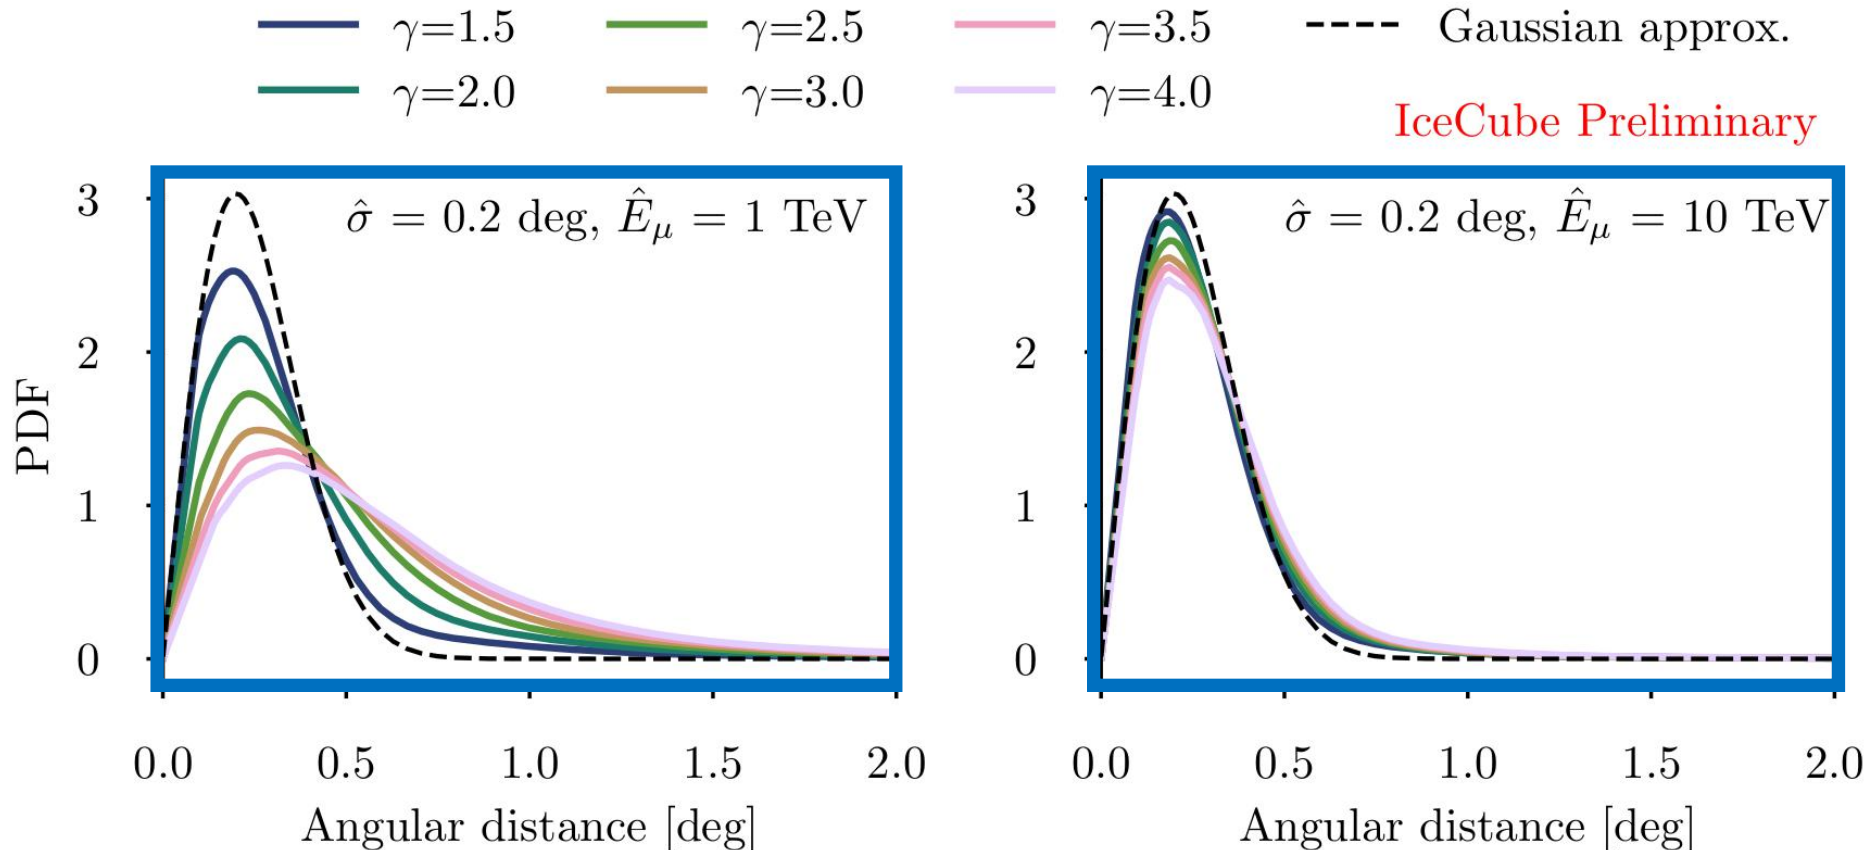 γ=1.5 γ=2.5 γ=3.5 Gaussian approx.
γ=2.0 γ=3.0 γ=4.0
IceCube Preliminary
σ̂ = 0.2 deg, Ê_μ = 1 TeV
3
2
1
0
PDF
0.0 0.5 1.0 1.5 2.0
Angular distance [deg]
σ̂ = 0.2 deg, Ê_μ = 10 TeV
3
2
1
0
0.0 0.5 1.0 1.5 2.0
Angular distance [deg]